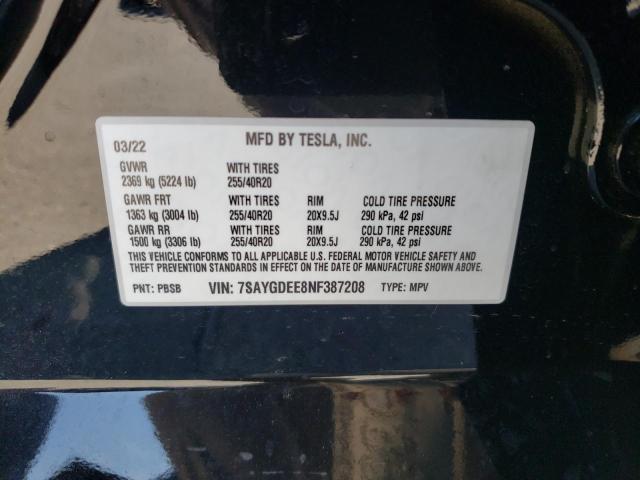 03/22 MFD BY TESLA, INC.
GVWR WITH TIRES
2369 kg (5224 lb) 255/40R20
GAWR FRT WITH TIRES RIM COLD TIRE PRESSURE
1363 kg (3004 lb) 255/40R20 20X9.5J 290 kPa, 42 psi
GAWR RR WITH TIRES RIM COLD TIRE PRESSURE
1500 kg (3306 lb) 255/40R20 20X9.5J 290 kPa, 42 psi
THIS VEHICLE CONFORMS TO ALL APPLICABLE U.S. FEDERAL MOTOR VEHICLE SAFETY AND
THEFT PREVENTION STANDARDS IN EFFECT ON THE DATE OF MANUFACTURE SHOWN ABOVE.
PNT: PBSB VIN: 7SAYGDEE8NF387208 TYPE: MPV